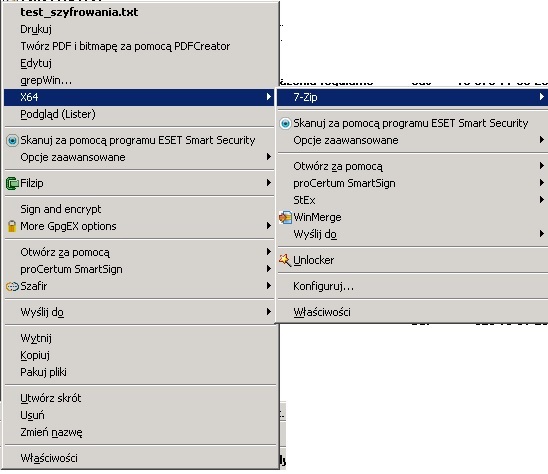 test_szyfrowania.txt
Drukuj
Twórz PDF i bitmapę za pomocą PDFCreator
Edytuj
grepWin...
X64
Podgląd (Lister)
Skanuj za pomocą programu ESET Smart Security
Opcje zaawansowane
Filzip
Sign and encrypt
More GpgEX options
Otwórz za pomocą
proCertum SmartSign
Szafir
Wyślij do
Wytnij
Kopiuj
Pakuj pliki
Utwórz skrót
Usuń
Zmień nazwę
Właściwości
7-Zip
Skanuj za pomocą programu ESET Smart Security
Opcje zaawansowane
Otwórz za pomocą
proCertum SmartSign
StEx
WinMerge
Wyślij do
Unlocker
Konfiguruj...
Właściwości